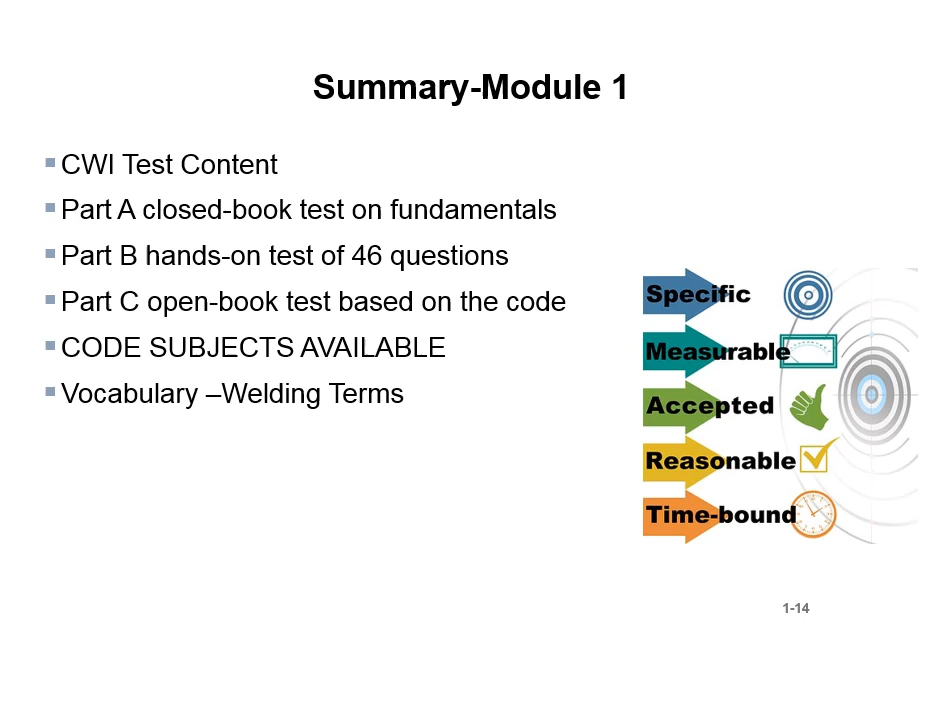 Summary-Module 1
CWI Test Content
Part A closed-book test on fundamentals
Part B hands-on test of 46 questions
Part C open-book test based on the code
CODE SUBJECTS AVAILABLE
Vocabulary –Welding Terms
Specific
Measurable
Accepted
Reasonable
Time-bound
1-14